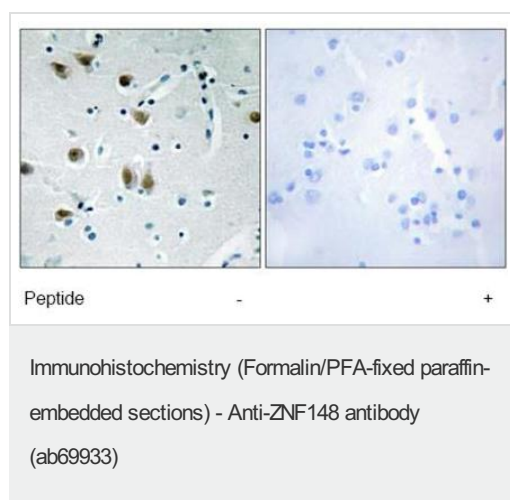 Peptide - +
Immunohistochemistry (Formalin/PFA-fixed paraffin-
embedded sections) - Anti-ZNF148 antibody
(ab69933)